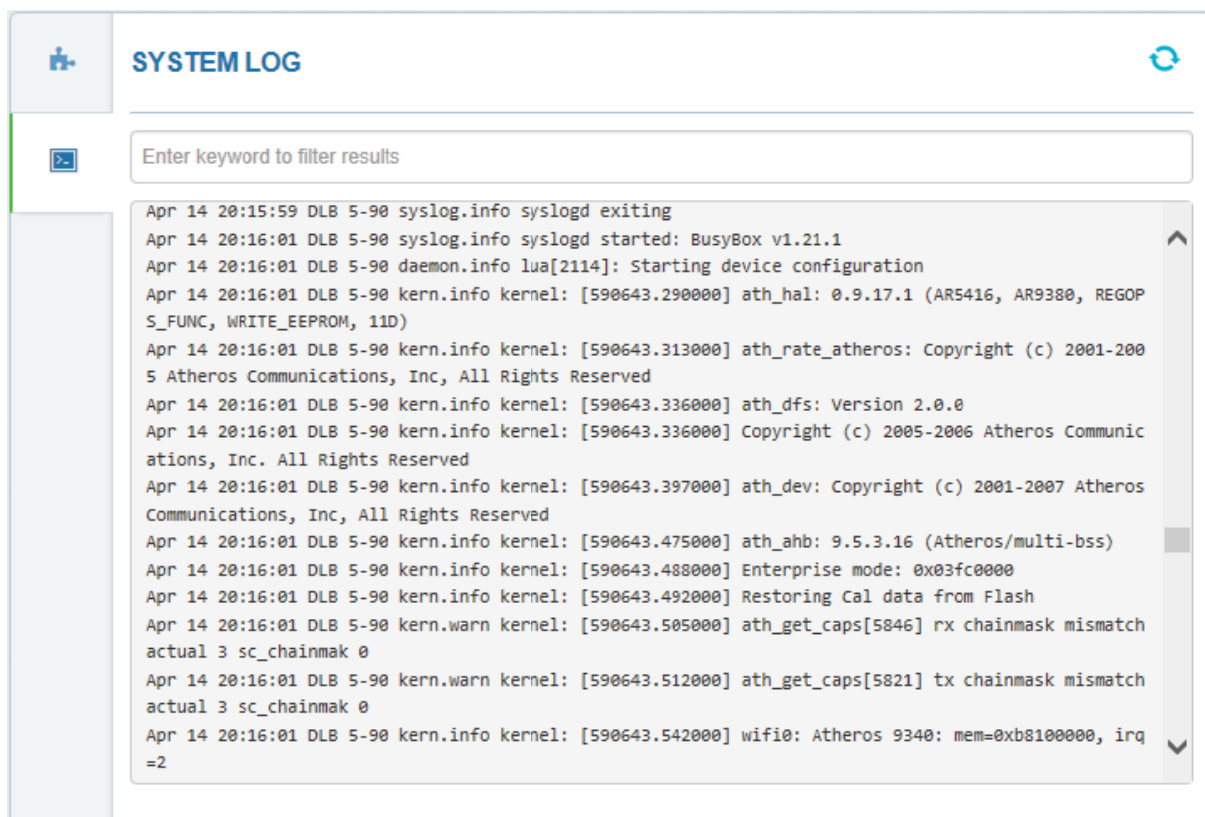 SYSTEM LOG
Enter keyword to filter results
Apr 14 20:15:59 DLB 5-90 syslog.info syslogd exiting
Apr 14 20:16:01 DLB 5-90 syslog.info syslogd started: BusyBox v1.21.1
Apr 14 20:16:01 DLB 5-90 daemon.info lua[2114]: Starting device configuration
Apr 14 20:16:01 DLB 5-90 kern.info kernel: [590643.290000] ath_hal: 0.9.17.1 (AR5416, AR9380, REGOP
S_FUNC, WRITE_EEPROM, 11D)
Apr 14 20:16:01 DLB 5-90 kern.info kernel: [590643.313000] ath_rate_atheros: Copyright (c) 2001-200
5 Atheros Communications, Inc, All Rights Reserved
Apr 14 20:16:01 DLB 5-90 kern.info kernel: [590643.336000] ath_dfs: Version 2.0.0
Apr 14 20:16:01 DLB 5-90 kern.info kernel: [590643.336000] Copyright (c) 2005-2006 Atheros Communic
ations, Inc. All Rights Reserved
Apr 14 20:16:01 DLB 5-90 kern.info kernel: [590643.397000] ath_dev: Copyright (c) 2001-2007 Atheros
Communications, Inc, All Rights Reserved
Apr 14 20:16:01 DLB 5-90 kern.info kernel: [590643.475000] ath_ahb: 9.5.3.16 (Atheros/multi-bss)
Apr 14 20:16:01 DLB 5-90 kern.info kernel: [590643.488000] Enterprise mode: 0x03fc0000
Apr 14 20:16:01 DLB 5-90 kern.info kernel: [590643.492000] Restoring Cal data from Flash
Apr 14 20:16:01 DLB 5-90 kern.warn kernel: [590643.505000] ath_get_caps[5846] rx chainmask mismatch
actual 3 sc_chainmak 0
Apr 14 20:16:01 DLB 5-90 kern.warn kernel: [590643.512000] ath_get_caps[5821] tx chainmask mismatch
actual 3 sc_chainmak 0
Apr 14 20:16:01 DLB 5-90 kern.info kernel: [590643.542000] wifi0: Atheros 9340: mem=0xb8100000, irq
=2